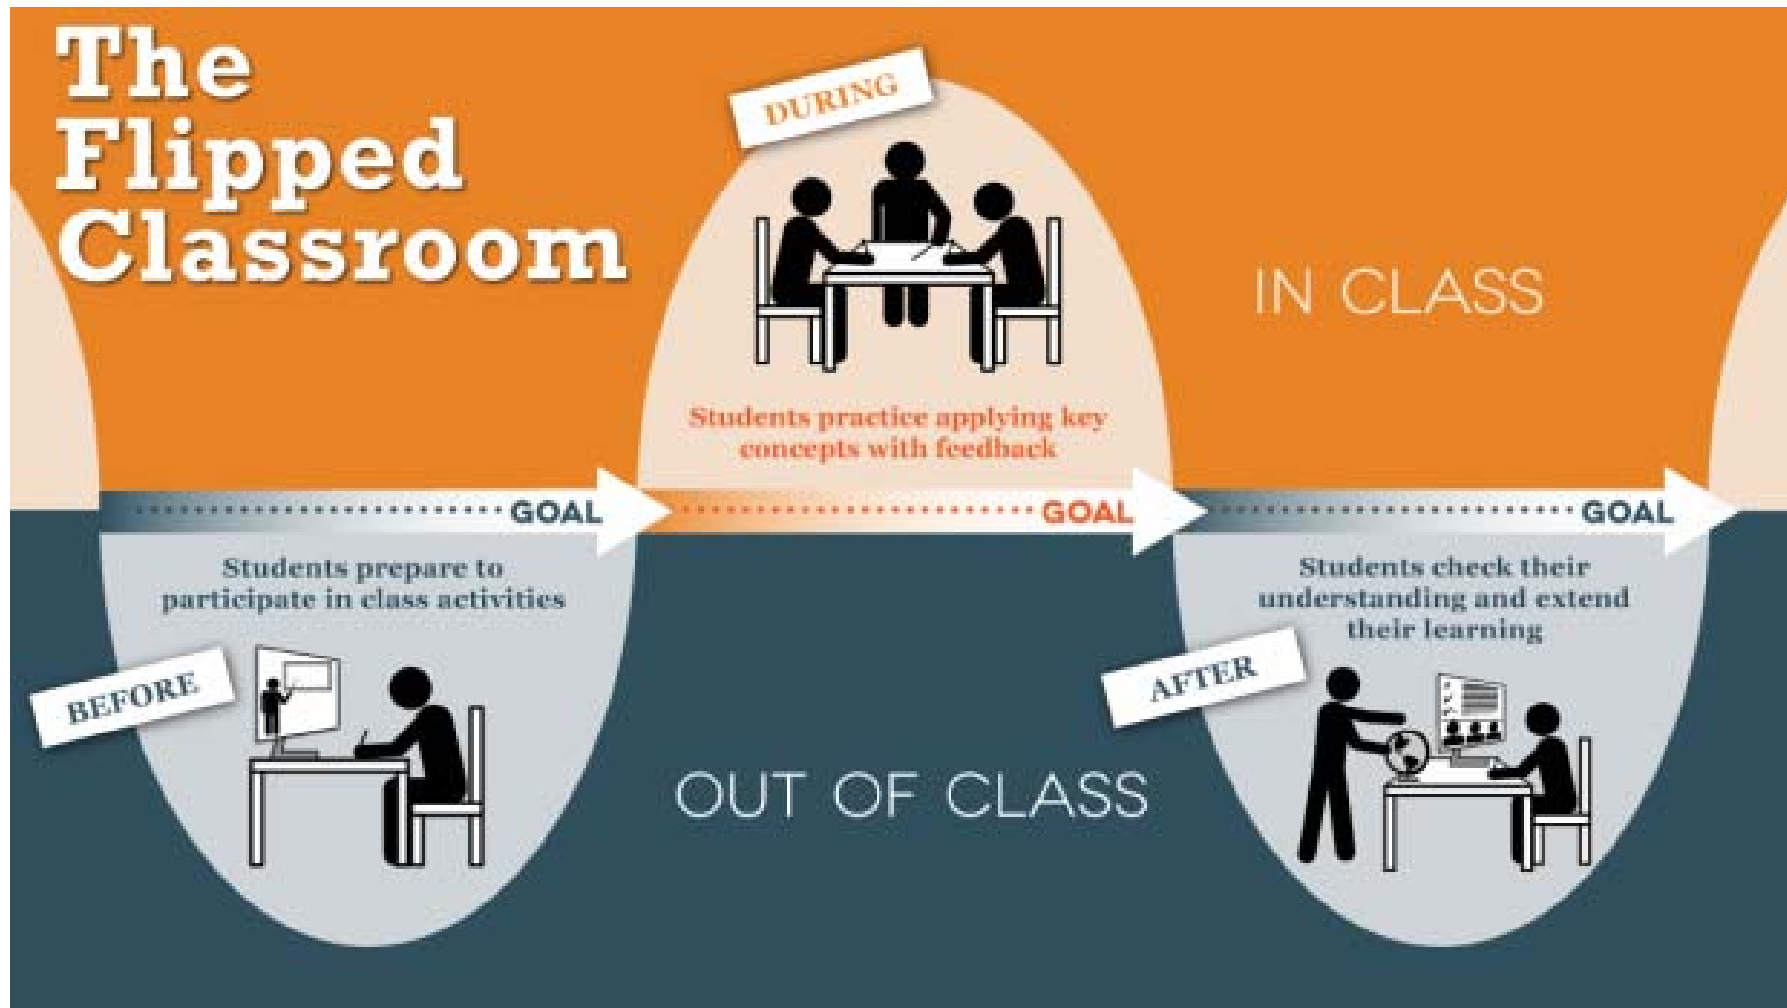 The
Flipped
Classroom
DURING
IN CLASS
Students practice applying key
concepts with feedback
GOAL
GOAL
GOAL
Students prepare to
participate in class activities
BEFORE
Students check their
understanding and extend
their learning
AFTER
OUT OF CLASS